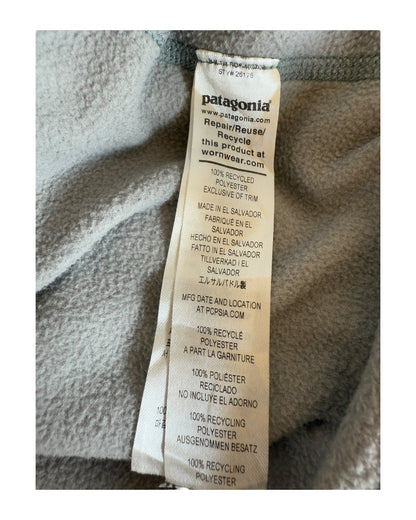 STY# 26175
patagonia®
www.patagonia.com
Repair/Reuse/
Recycle
this product at
wornwear.com
100% RECYCLED
POLYESTER
EXCLUSIVE OF TRIM
MADE IN EL SALVADOR
FABRIQUÉ EN EL
SALVADOR
HECHO EN EL SALVADOR
FATTO IN EL SALVADOR
TILLVERKAD I EL
SALVADOR
エルサルバドル製
MFG DATE AND LOCATION
AT PCPSIA.COM
100% RECYCLÉ
POLYESTER
A PART LA GARNITURE
100% POLIÉSTER
RECICLADO
NO INCLUYE EL ADORNO
100% RECYCLING
POLYESTER
AUSGENOMMEN BESATZ
100% RECYCLING
POLYESTER